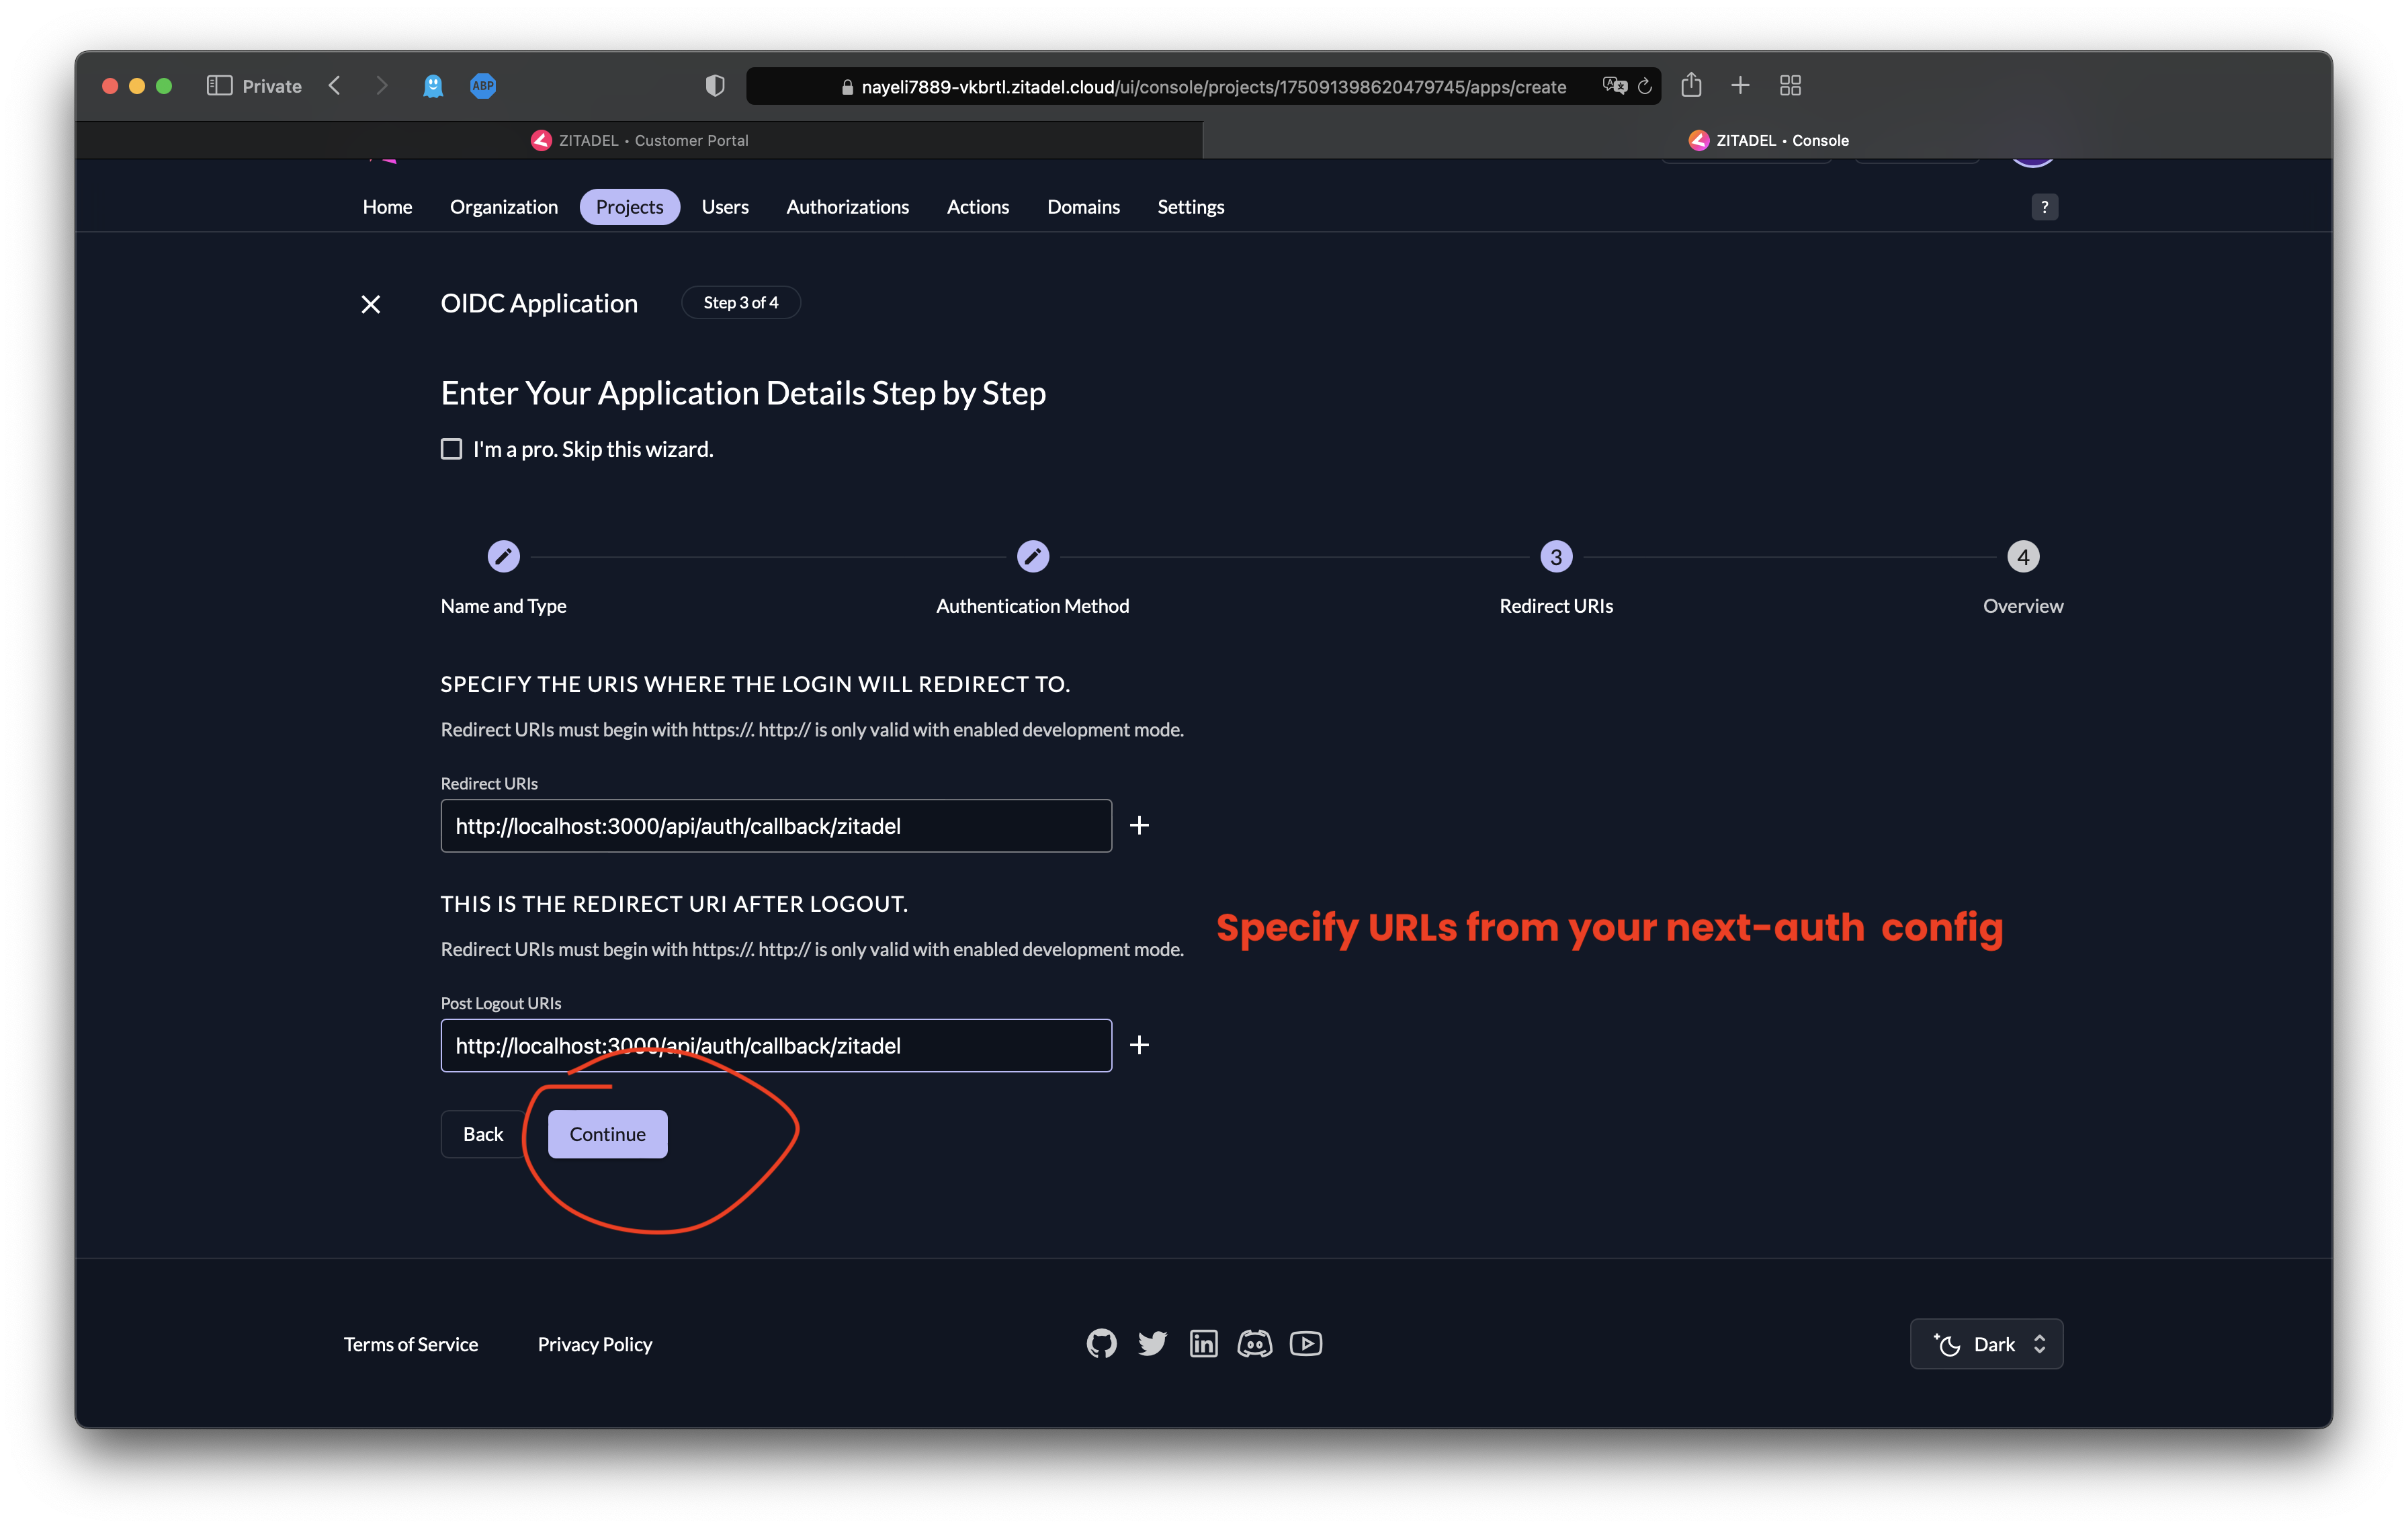 Private
ABP
nayeli7889-vkbrtl.zitadel.cloud/ui/console/projects/175091398620479745/apps/create
ZITADEL • Customer Portal
ZITADEL • Console
Home
Organization
Projects
Users
Authorizations
Actions
Domains
Settings
?
OIDC Application
Step 3 of 4
Enter Your Application Details Step by Step
I'm a pro. Skip this wizard.
3
4
Name and Type
Authentication Method
Redirect URIs
Overview
SPECIFY THE URIS WHERE THE LOGIN WILL REDIRECT TO.
Redirect URIs must begin with https://. http:// is only valid with enabled development mode.
Redirect URIs
http://localhost:3000/api/auth/callback/zitadel
THIS IS THE REDIRECT URI AFTER LOGOUT.
Specify URLs from your next-auth config
Redirect URIs must begin with https://. http:// is only valid with enabled development mode.
Post Logout URIs
http://localhost:3000/api/auth/callback/zitadel
Back
Continue
Terms of Service
Privacy Policy
Dark